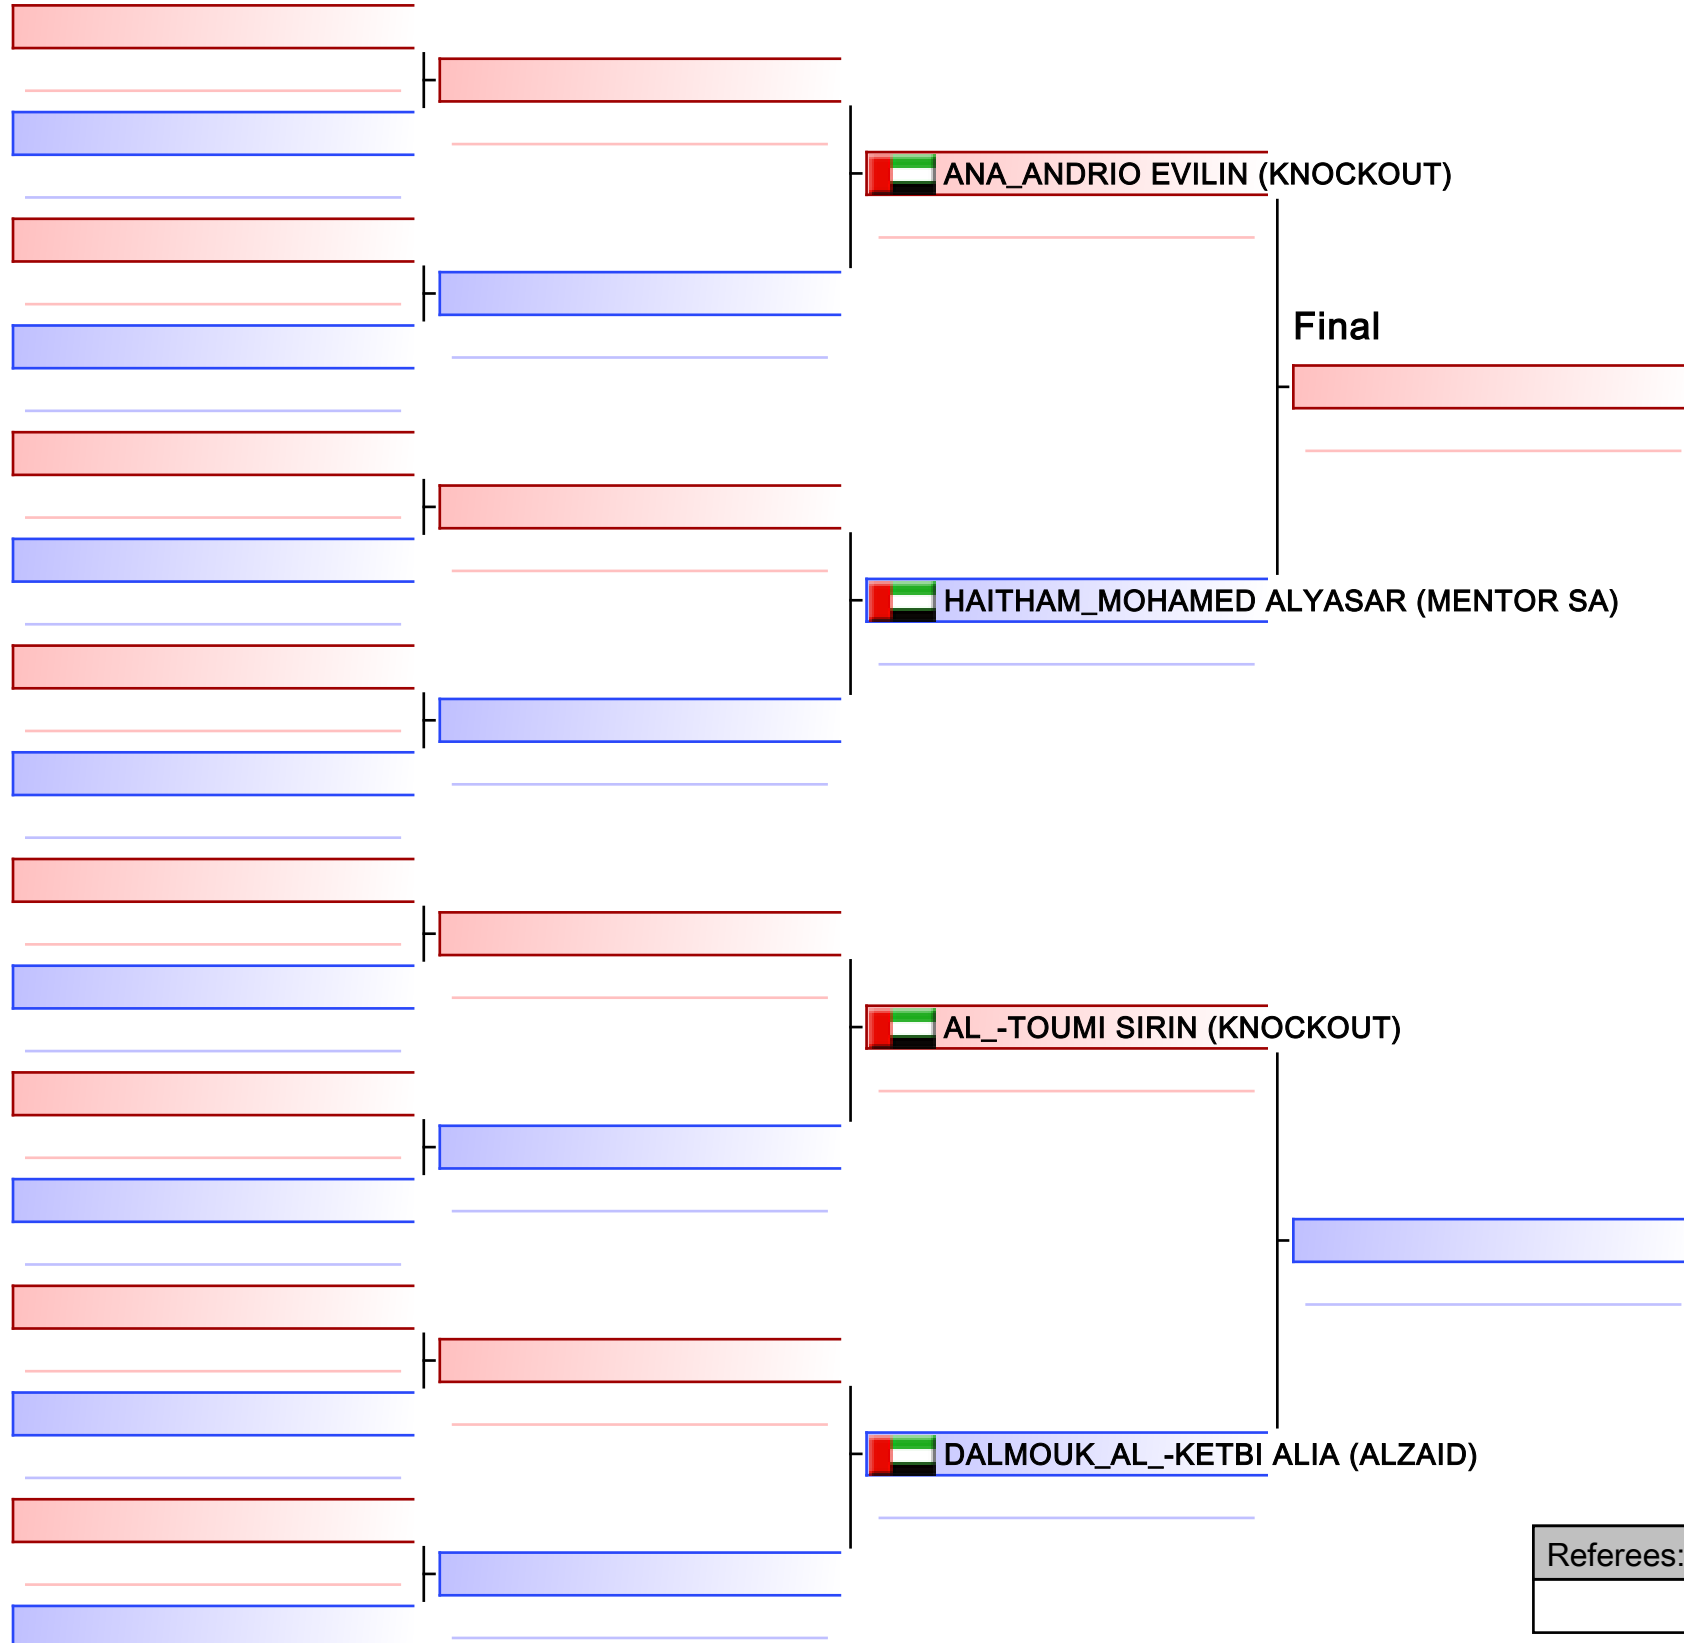 ANA_ANDRIO EVILIN (KNOCKOUT)
Final
HAITHAM_MOHAMED ALYASAR (MENTOR SA)
AL_-TOUMI SIRIN (KNOCKOUT)
DALMOUK_AL_-KETBI ALIA (ALZAID)
Referees: